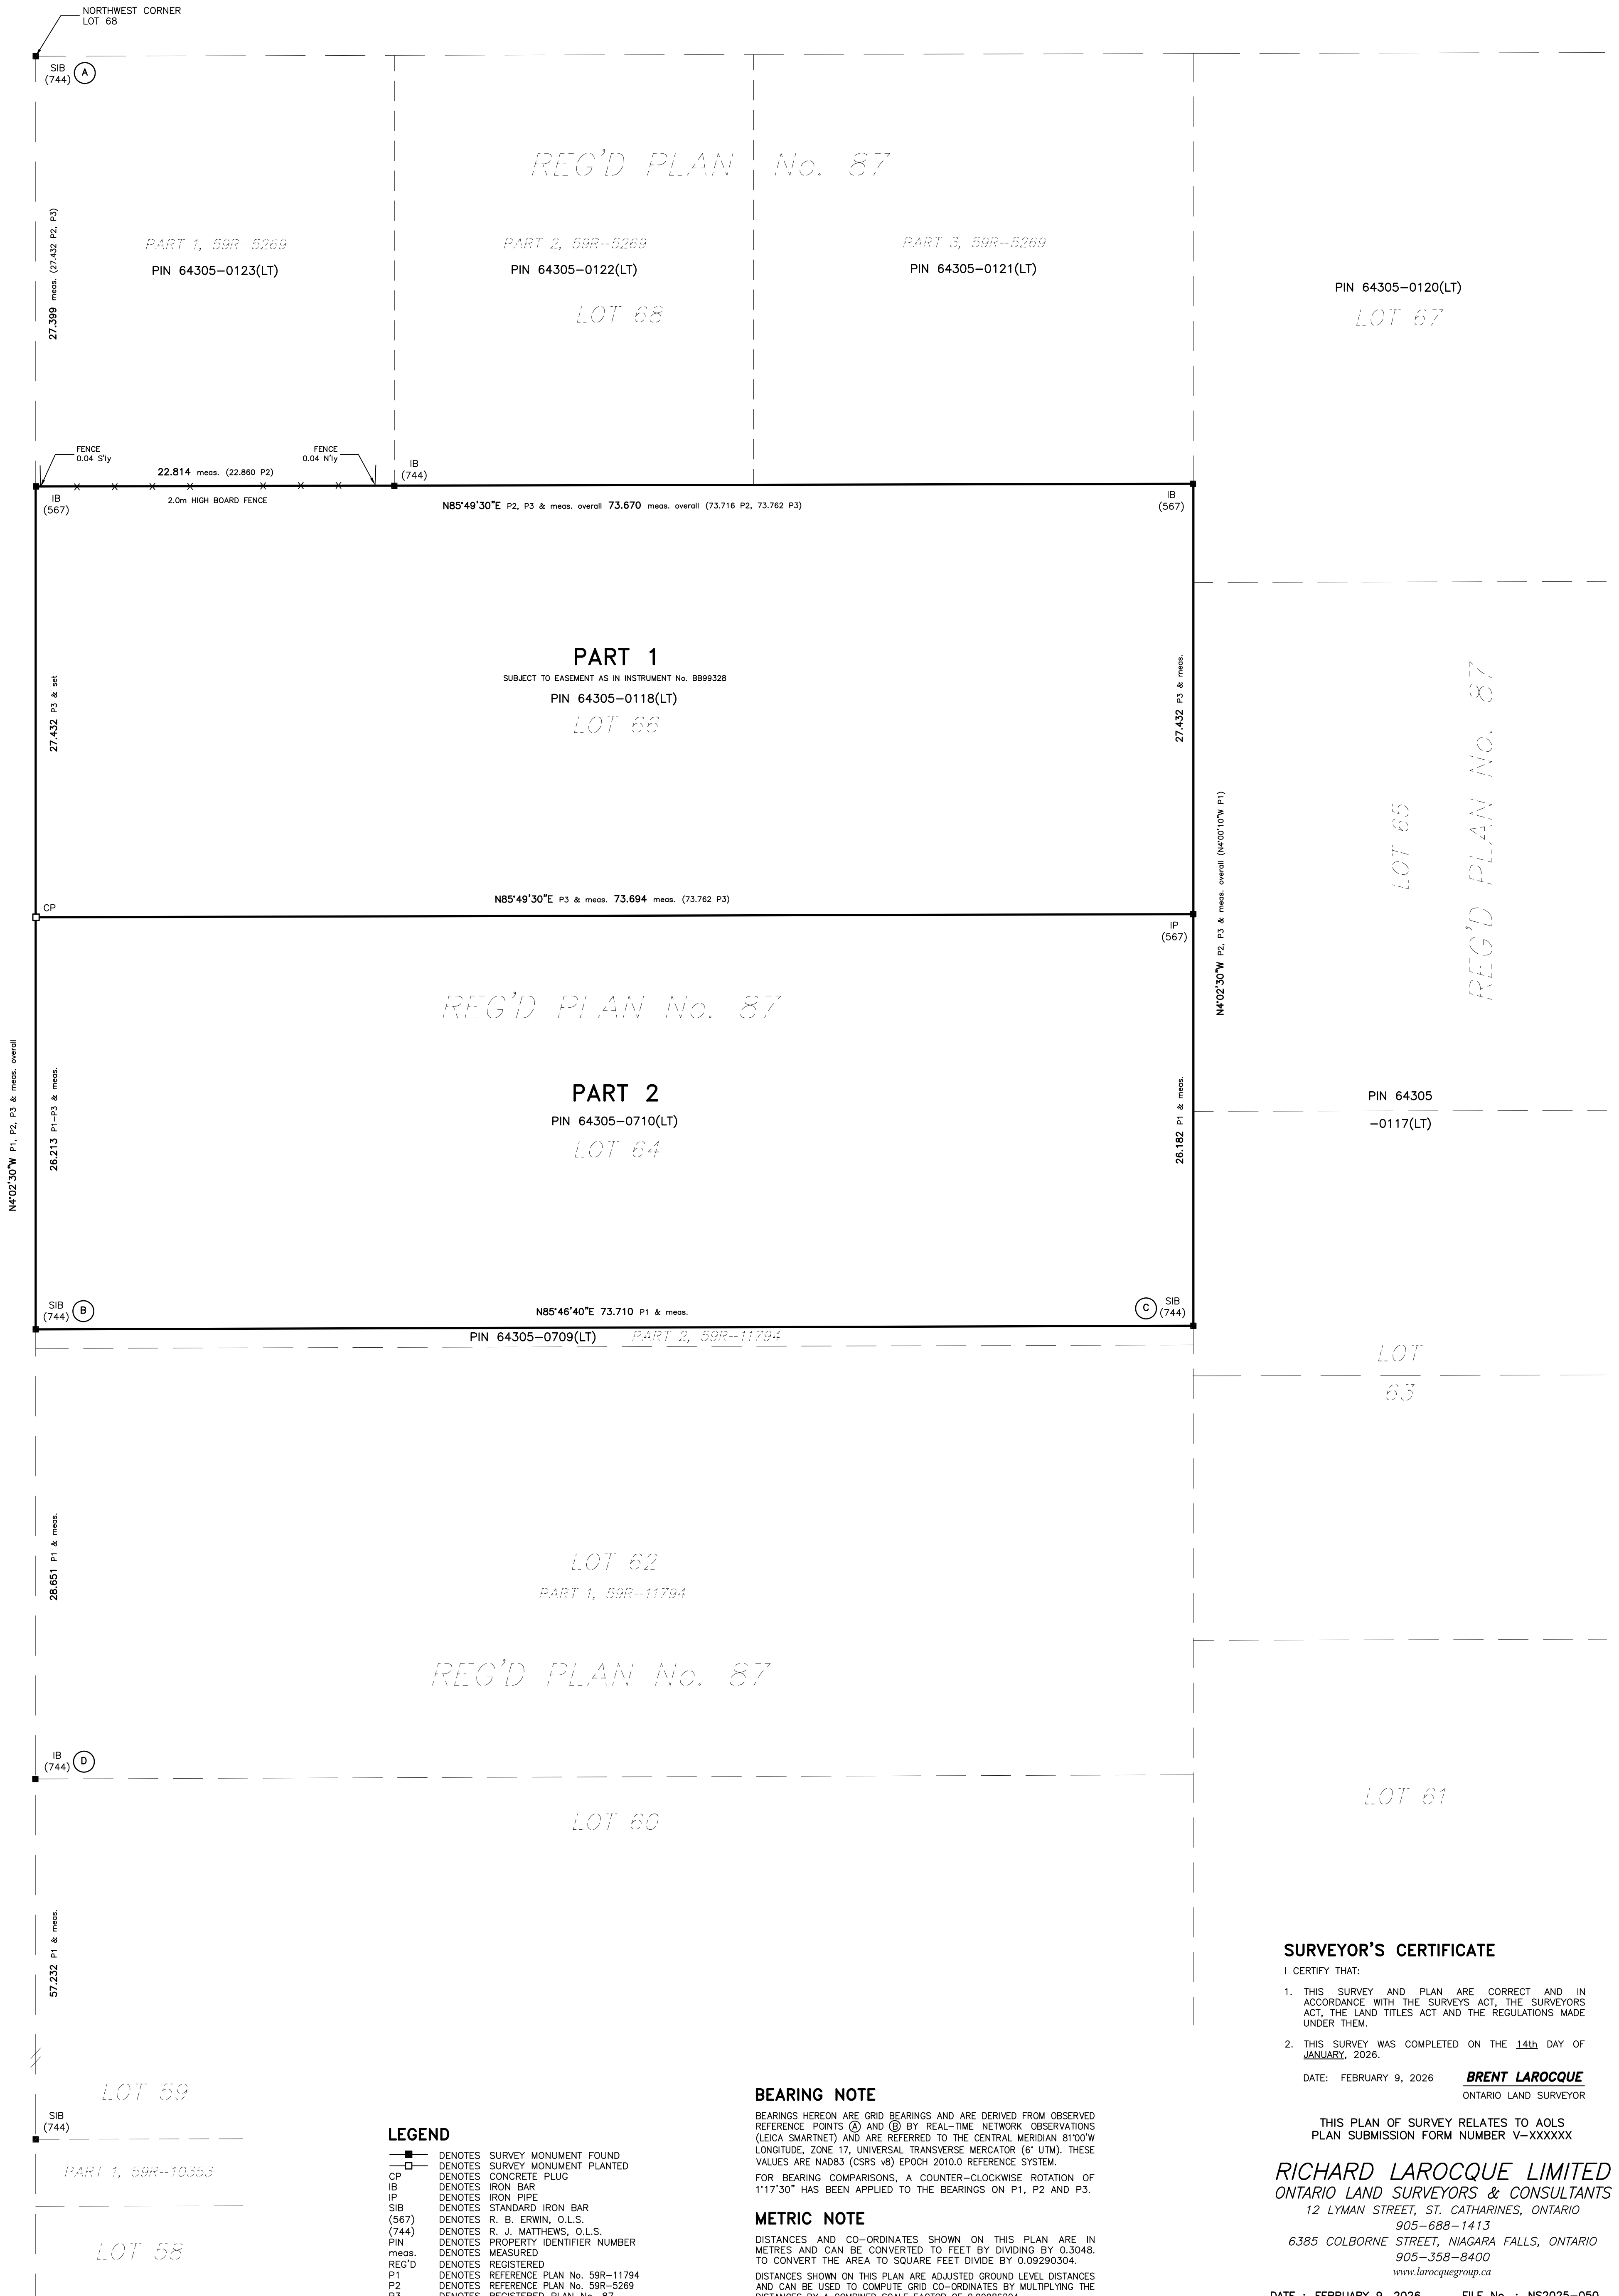 NORTHWEST CORNER
LOT 68
SIB
(744)
A
REG'D PLAN No. 87
27.399 meas. (27.432 P2, P3)
PART 1, 59R-5269
PIN 64305-0123(LT)
PART 2, 59R-5269
PIN 64305-0122(LT)
LOT 68
PART 3, 59R-5269
PIN 64305-0121(LT)
PIN 64305-0120(LT)
LOT 67
FENCE
0.04 S'ly
FENCE
0.04 N'ly
22.814 meas. (22.860 P2)
IB
(744)
IB
(567)
2.0m HIGH BOARD FENCE
N85°49'30"E P2, P3 & meas. overall 73.670 meas. overall (73.716 P2, 73.762 P3)
IB
(567)
27.432 P3 & set
PART 1
SUBJECT TO EASEMENT AS IN INSTRUMENT No. BB99328
PIN 64305-0118(LT)
LOT 66
27.432 P3 & meas.
N4°02'30"W P2, P3 & meas. overall (N4°00'10"W P1)
LOT 65
REG'D PLAN No. 87
CP
N85°49'30"E P3 & meas. 73.694 meas. (73.762 P3)
IP
(567)
REG'D PLAN No. 87
N4°02'30"W P1, P2, P3 & meas. overall
26.213 P1-P3 & meas.
PART 2
PIN 64305-0710(LT)
LOT 64
26.182 P1 & meas.
PIN 64305
-0117(LT)
SIB
(744)
B
N85°46'40"E 73.710 P1 & meas.
C
SIB
(744)
PIN 64305-0709(LT) PART 2, 59R-11794
LOT
63
28.651 P1 & meas.
LOT 62
PART 1, 59R-11794
REG'D PLAN No. 87
IB
(744)
D
LOT 60
LOT 61
57.232 P1 & meas.
LOT 59
SIB
(744)
PART 1, 59R-10353
LOT 58
LEGEND
DENOTES SURVEY MONUMENT FOUND
DENOTES SURVEY MONUMENT PLANTED
CP DENOTES CONCRETE PLUG
IB DENOTES IRON BAR
IP DENOTES IRON PIPE
SIB DENOTES STANDARD IRON BAR
(567) DENOTES R. B. ERWIN, O.L.S.
(744) DENOTES R. J. MATTHEWS, O.L.S.
PIN DENOTES PROPERTY IDENTIFIER NUMBER
meas. DENOTES MEASURED
REG'D DENOTES REGISTERED
P1 DENOTES REFERENCE PLAN No. 59R-11794
P2 DENOTES REFERENCE PLAN No. 59R-5269
P3 DENOTES REGISTERED PLAN No. 87
BEARING NOTE
BEARINGS HEREON ARE GRID BEARINGS AND ARE DERIVED FROM OBSERVED
REFERENCE POINTS A AND B BY REAL-TIME NETWORK OBSERVATIONS
(LEICA SMARTNET) AND ARE REFERRED TO THE CENTRAL MERIDIAN 81°00'W
LONGITUDE, ZONE 17, UNIVERSAL TRANSVERSE MERCATOR (6° UTM). THESE
VALUES ARE NAD83 (CSRS v8) EPOCH 2010.0 REFERENCE SYSTEM.
FOR BEARING COMPARISONS, A COUNTER-CLOCKWISE ROTATION OF
1°17'30" HAS BEEN APPLIED TO THE BEARINGS ON P1, P2 AND P3.
METRIC NOTE
DISTANCES AND CO-ORDINATES SHOWN ON THIS PLAN ARE IN
METRES AND CAN BE CONVERTED TO FEET BY DIVIDING BY 0.3048.
TO CONVERT THE AREA TO SQUARE FEET DIVIDE BY 0.09290304.
DISTANCES SHOWN ON THIS PLAN ARE ADJUSTED GROUND LEVEL DISTANCES
AND CAN BE USED TO COMPUTE GRID CO-ORDINATES BY MULTIPLYING THE
DISTANCES BY A COMBINED SCALE FACTOR OF
SURVEYOR'S CERTIFICATE
I CERTIFY THAT:
1. THIS SURVEY AND PLAN ARE CORRECT AND IN
ACCORDANCE WITH THE SURVEYS ACT, THE SURVEYORS
ACT, THE LAND TITLES ACT AND THE REGULATIONS MADE
UNDER THEM.
2. THIS SURVEY WAS COMPLETED ON THE 14th DAY OF
JANUARY, 2026.
DATE: FEBRUARY 9, 2026
BRENT LAROCQUE
ONTARIO LAND SURVEYOR
THIS PLAN OF SURVEY RELATES TO AOLS
PLAN SUBMISSION FORM NUMBER V-XXXXXX
RICHARD LAROCQUE LIMITED
ONTARIO LAND SURVEYORS & CONSULTANTS
12 LYMAN STREET, ST. CATHARINES, ONTARIO
905-688-1413
6385 COLBORNE STREET, NIAGARA FALLS, ONTARIO
905-358-8400
www.larocquegroup.ca
DATE : FEBRUARY 9, 2026 FILE No. : NS2025-050